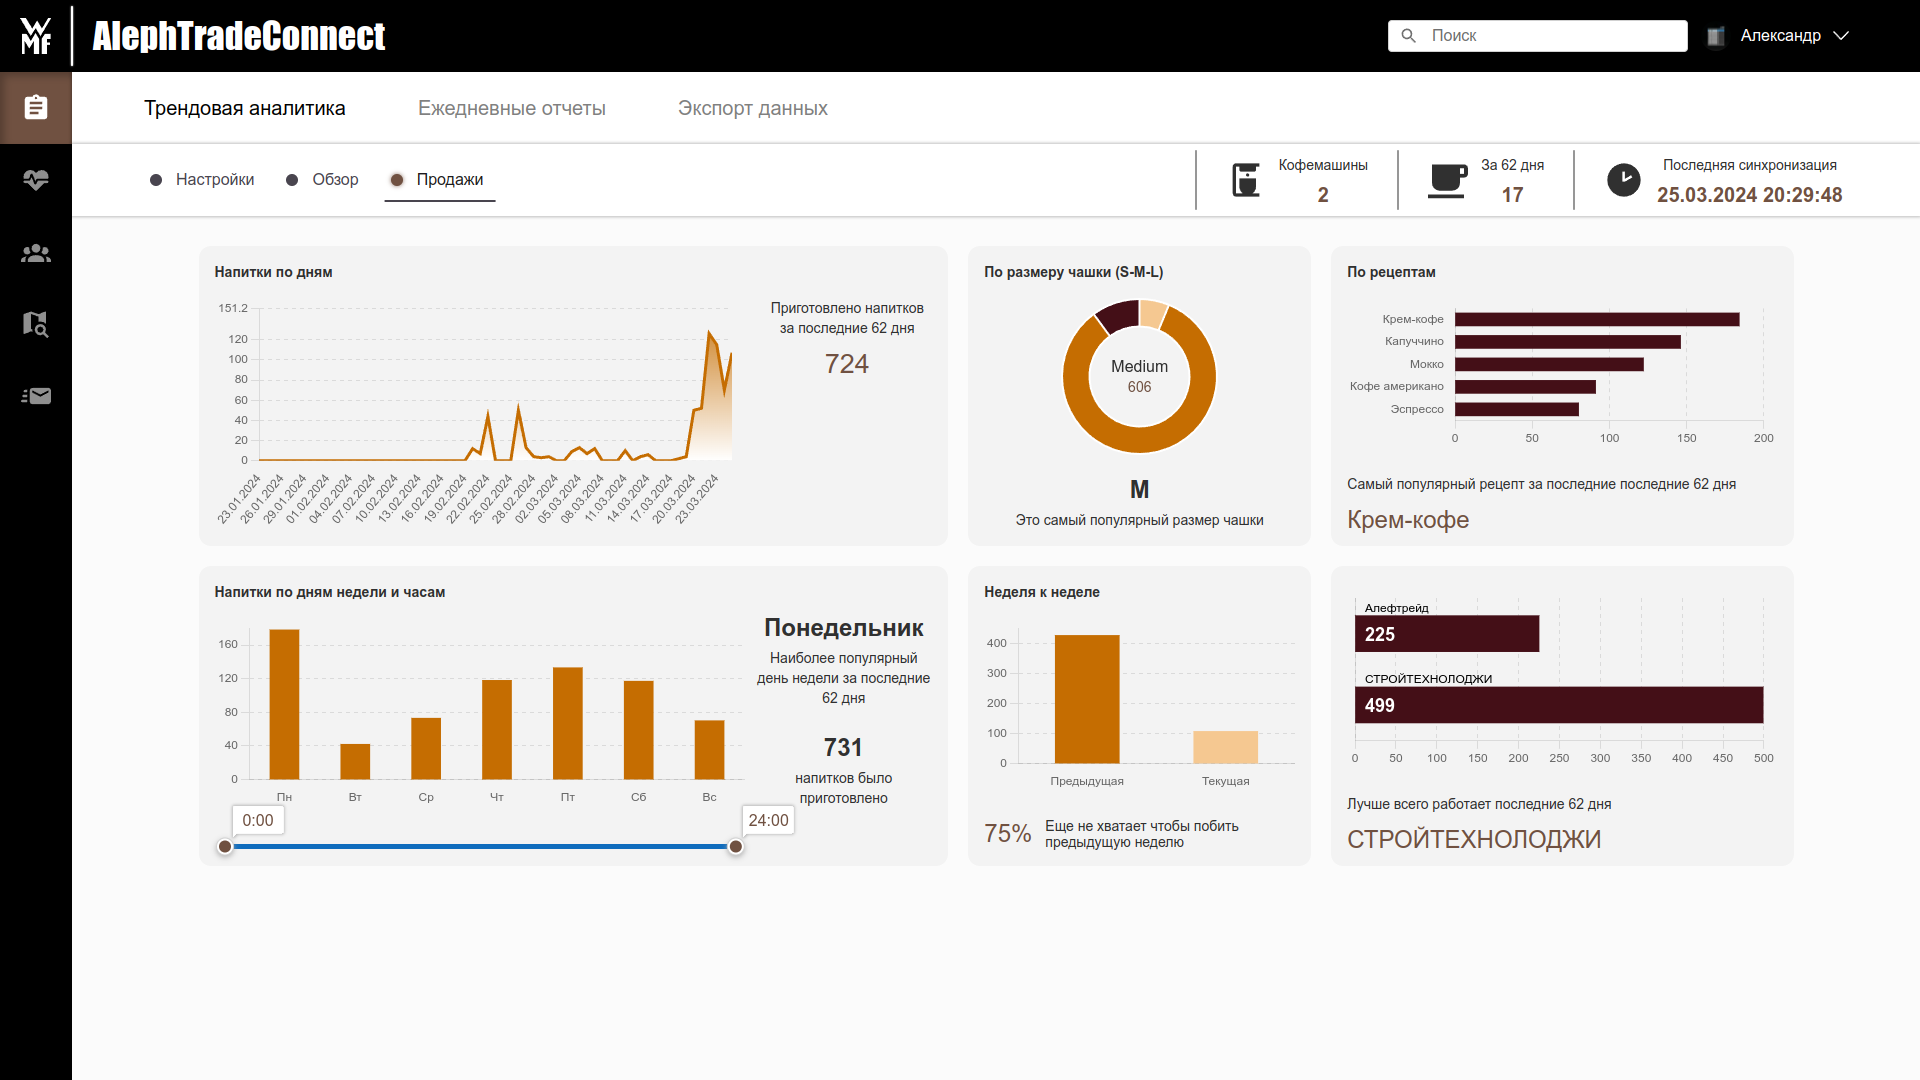 WMF
AlephTradeConnect
Поиск
Александр
Трендовая аналитика
Ежедневные отчеты
Экспорт данных
Настройки
Обзор
Продажи
Кофемашины
2
За 62 дня
17
Последняя синхронизация
25.03.2024 20:29:48
Напитки по дням
151.2
120
100
80
60
40
20
0
23.01.2024
26.01.2024
29.01.2024
01.02.2024
04.02.2024
07.02.2024
10.02.2024
13.02.2024
16.02.2024
19.02.2024
22.02.2024
25.02.2024
28.02.2024
02.03.2024
05.03.2024
08.03.2024
11.03.2024
14.03.2024
17.03.2024
20.03.2024
23.03.2024
Приготовлено напитков
за последние 62 дня
724
По размеру чашки (S-M-L)
Medium
606
M
Это самый популярный размер чашки
По рецептам
Крем-кофе
Капуччино
Мокко
Кофе американо
Эспрессо
0 50 100 150 200
Самый популярный рецепт за последние последние 62 дня
Крем-кофе
Напитки по дням недели и часам
160
120
80
40
0
Пн Вт Ср Чт Пт Сб Вс
0:00
24:00
Понедельник
Наиболее популярный
день недели за последние
62 дня
731
напитков было
приготовлено
Неделя к неделе
400
300
200
100
0
Предыдущая Текущая
75%
Еще не хватает чтобы побить
предыдущую неделю
Алефтрейд
225
СТРОЙТЕХНОЛОДЖИ
499
0 50 100 150 200 250 300 350 400 450 500
Лучше всего работает последние 62 дня
СТРОЙТЕХНОЛОДЖИ